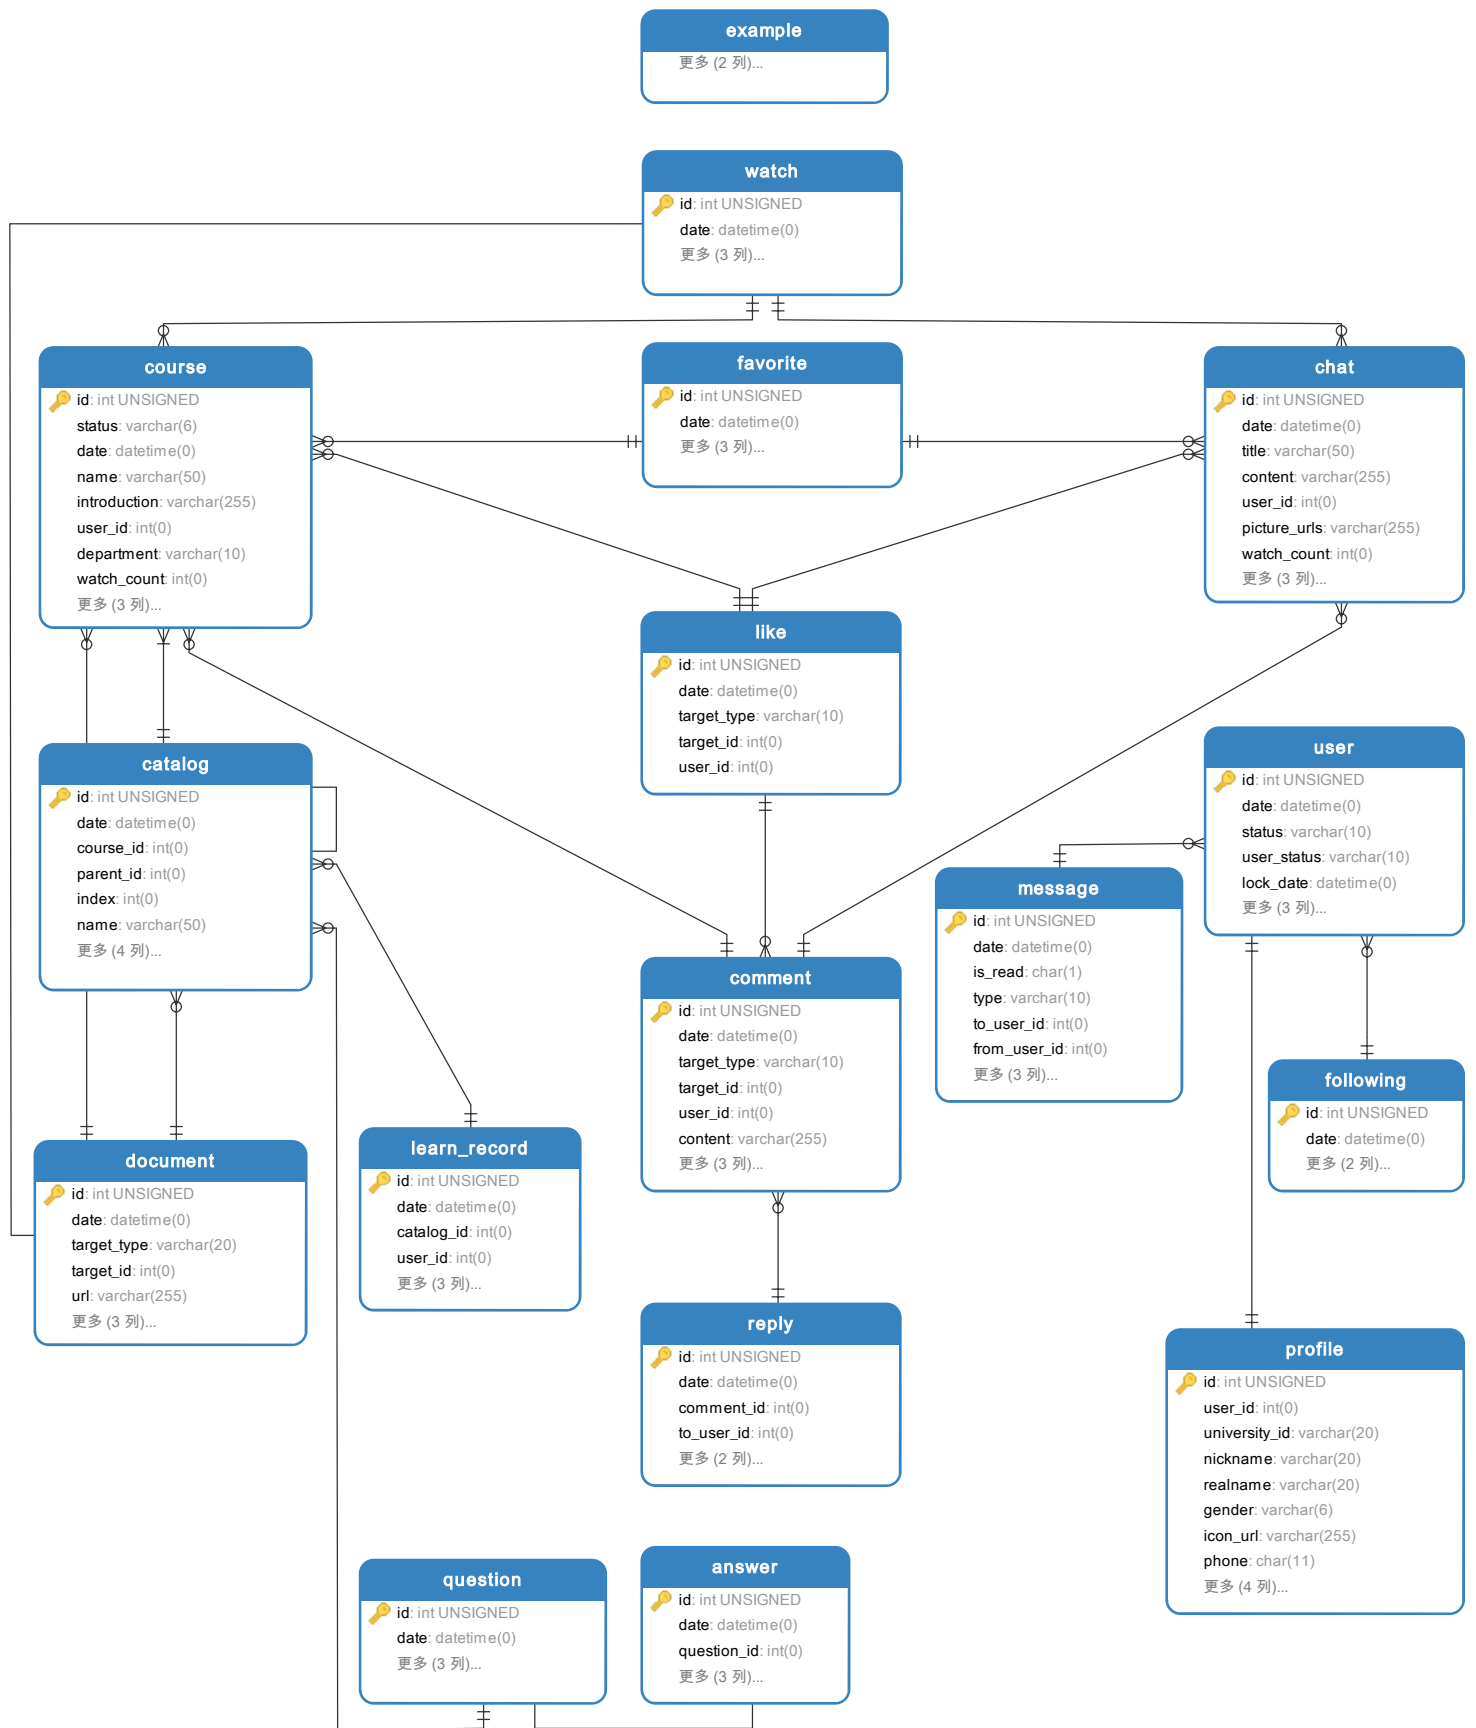 example
更多 (2 列)...
watch
id: int UNSIGNED
date: datetime(0)
更多 (3 列)...
course
id: int UNSIGNED
status: varchar(6)
date: datetime(0)
name: varchar(50)
introduction: varchar(255)
user_id: int(0)
department: varchar(10)
watch_count: int(0)
更多 (3 列)...
favorite
id: int UNSIGNED
date: datetime(0)
更多 (3 列)...
chat
id: int UNSIGNED
date: datetime(0)
title: varchar(50)
content: varchar(255)
user_id: int(0)
picture_urls: varchar(255)
watch_count: int(0)
更多 (3 列)...
like
id: int UNSIGNED
date: datetime(0)
target_type: varchar(10)
target_id: int(0)
user_id: int(0)
catalog
id: int UNSIGNED
date: datetime(0)
course_id: int(0)
parent_id: int(0)
index: int(0)
name: varchar(50)
更多 (4 列)...
user
id: int UNSIGNED
date: datetime(0)
status: varchar(10)
user_status: varchar(10)
lock_date: datetime(0)
更多 (3 列)...
message
id: int UNSIGNED
date: datetime(0)
is_read: char(1)
type: varchar(10)
to_user_id: int(0)
from_user_id: int(0)
更多 (3 列)...
comment
id: int UNSIGNED
date: datetime(0)
target_type: varchar(10)
target_id: int(0)
user_id: int(0)
content: varchar(255)
更多 (3 列)...
following
id: int UNSIGNED
date: datetime(0)
更多 (2 列)...
document
id: int UNSIGNED
date: datetime(0)
target_type: varchar(20)
target_id: int(0)
url: varchar(255)
更多 (3 列)...
learn_record
id: int UNSIGNED
date: datetime(0)
catalog_id: int(0)
user_id: int(0)
更多 (3 列)...
reply
id: int UNSIGNED
date: datetime(0)
comment_id: int(0)
to_user_id: int(0)
更多 (2 列)...
profile
id: int UNSIGNED
user_id: int(0)
university_id: varchar(20)
nickname: varchar(20)
realname: varchar(20)
gender: varchar(6)
icon_url: varchar(255)
phone: char(11)
更多 (4 列)...
question
id: int UNSIGNED
date: datetime(0)
更多 (3 列)...
answer
id: int UNSIGNED
date: datetime(0)
question_id: int(0)
更多 (3 列)...